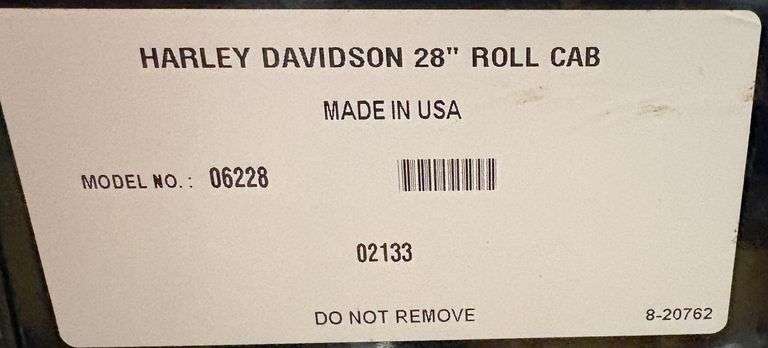 HARLEY DAVIDSON 28" ROLL CAB
MADE IN USA
MODEL NO.: 06228
02133
DO NOT REMOVE 8-20762